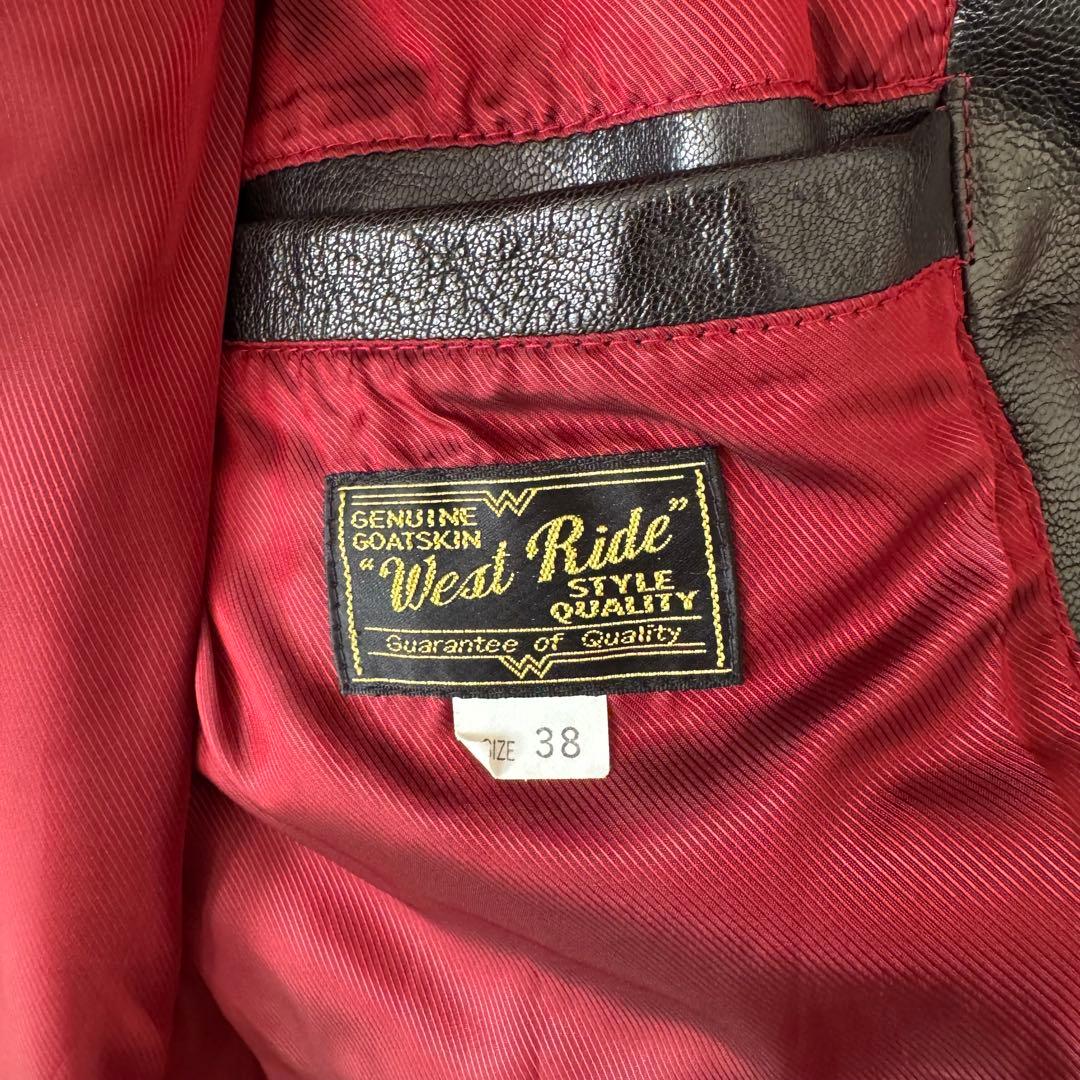 GENUINE
GOATSKIN
"West Ride"
STYLE
QUALITY
Guarantee of Quality
SIZE 38